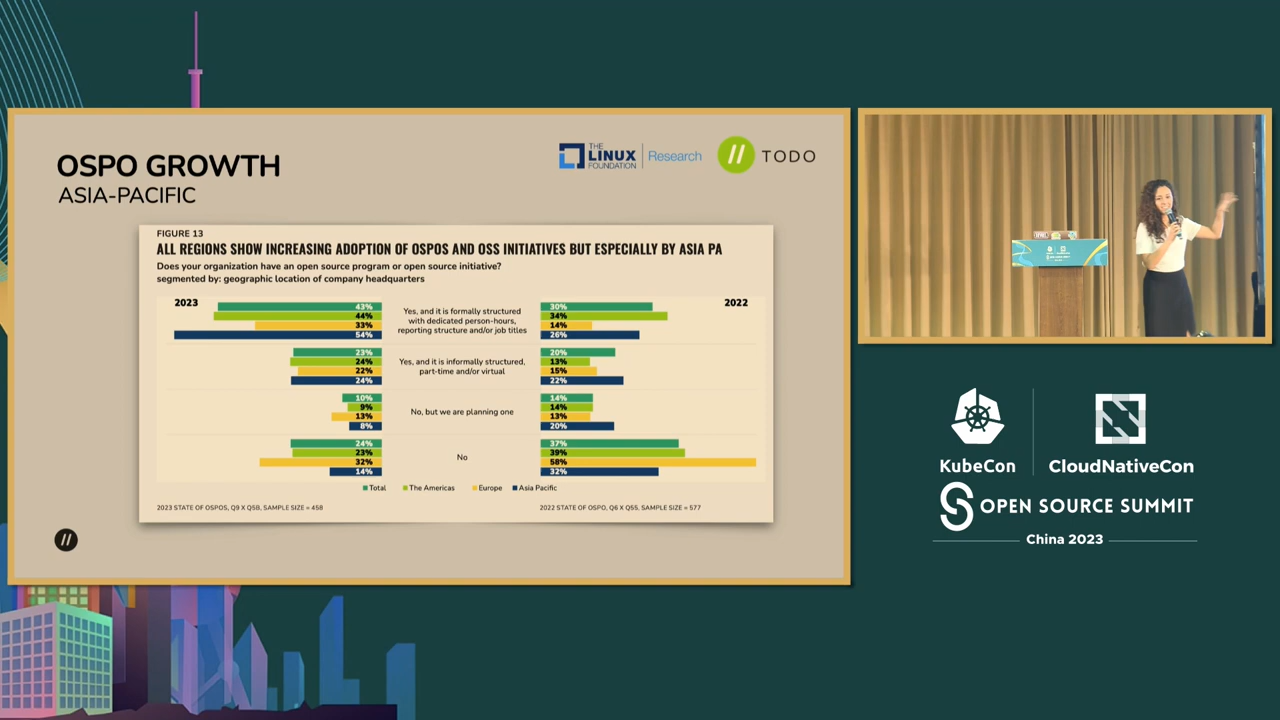 OSPO GROWTH
ASIA-PACIFIC
THE
LINUX
FOUNDATION
Research
TODO
FIGURE 13
ALL REGIONS SHOW INCREASING ADOPTION OF OSPOS AND OSS INITIATIVES BUT ESPECIALLY BY ASIA PA
Does your organization have an open source program or open source initiative?
segmented by: geographic location of company headquarters
2023
2022
43%
44%
33%
54%
Yes, and it is formally structured
with dedicated person-hours,
reporting structure and/or job titles
30%
34%
14%
26%
23%
24%
22%
24%
Yes, and it is informally structured,
part-time and/or virtual
20%
13%
15%
22%
10%
9%
13%
8%
No, but we are planning one
14%
14%
13%
20%
24%
23%
32%
14%
No
37%
39%
58%
32%
Total
The Americas
Europe
Asia Pacific
2023 STATE OF OSPOS, Q9 X Q5B, SAMPLE SIZE = 458
2022 STATE OF OSPO, Q6 X Q55, SAMPLE SIZE = 577
KubeCon
CloudNativeCon
OPEN SOURCE SUMMIT
China 2023